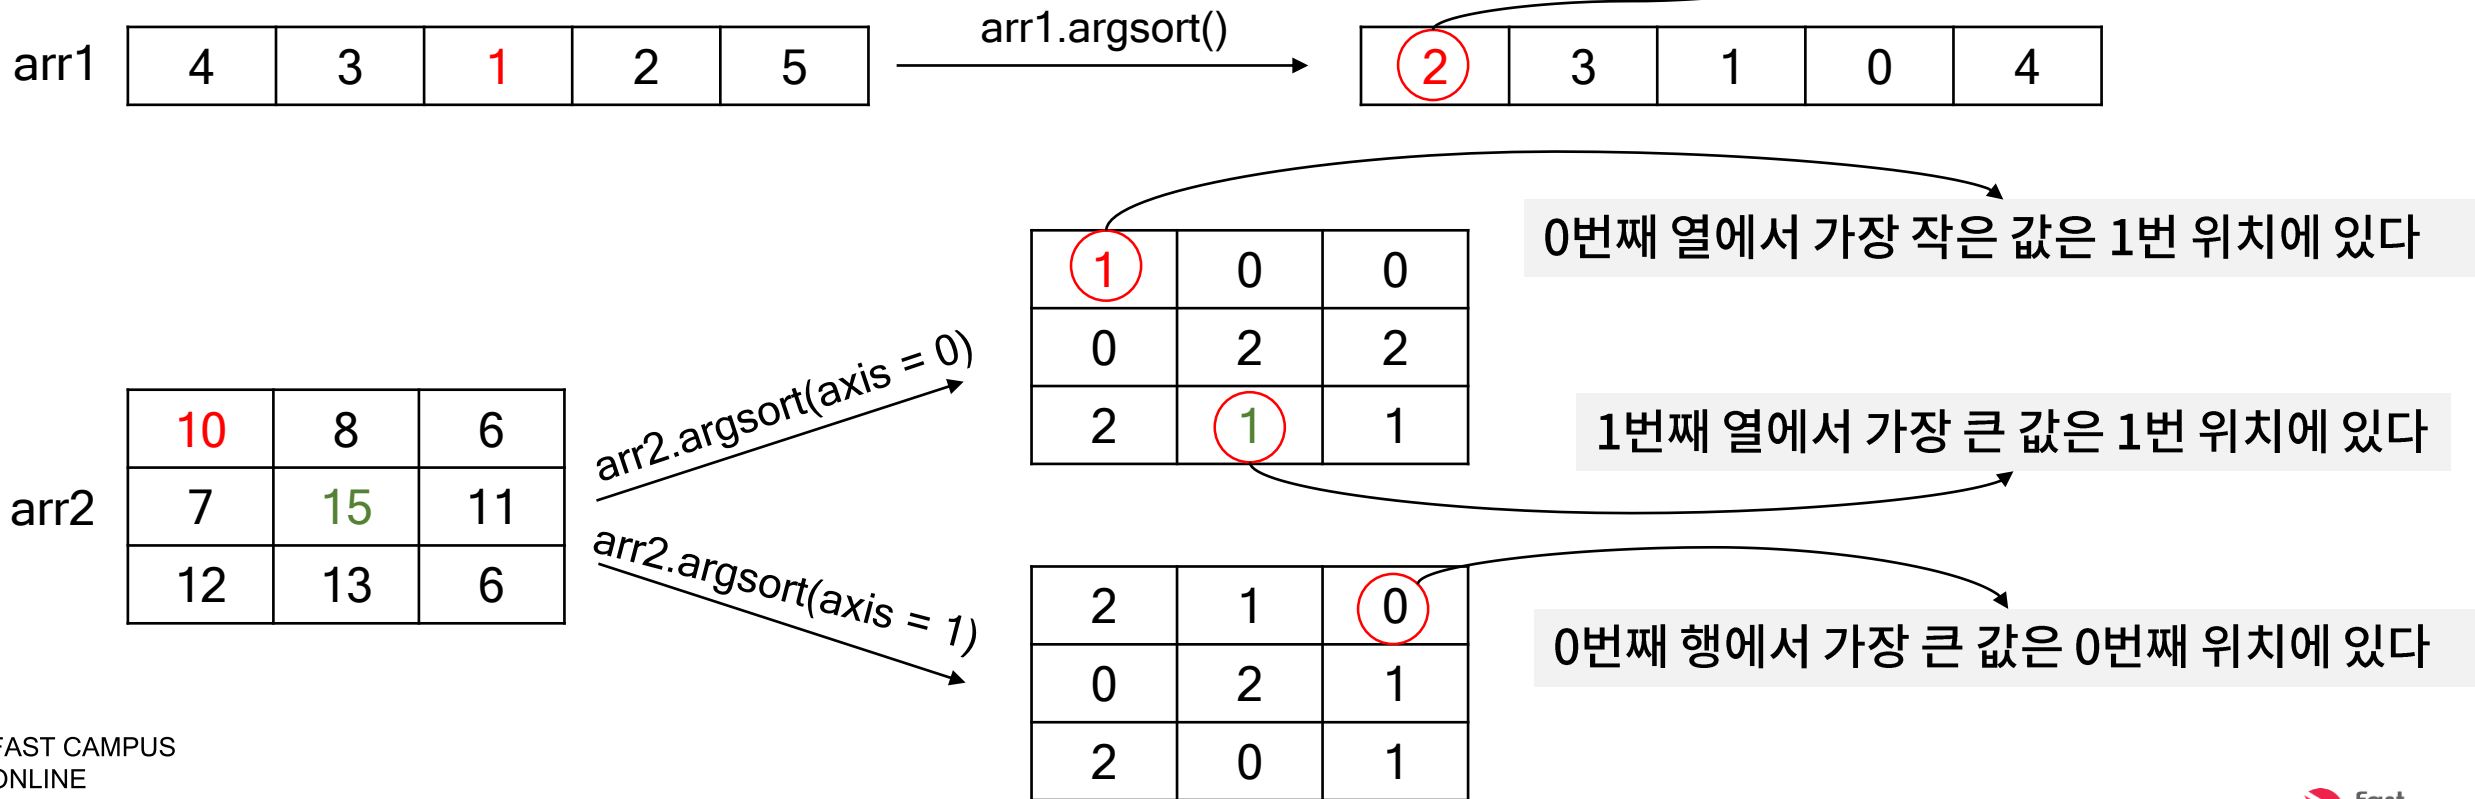 arr1 4 3 1 2 5 arr1.argsort() 2 3 1 0 4
0번째 열에서 가장 작은 값은 1번 위치에 있다
1 0 0
0 2 2
2 1 1
1번째 열에서 가장 큰 값은 1번 위치에 있다
arr2.argsort(axis = 0)
arr2
10 8 6
7 15 11
12 13 6
arr2.argsort(axis = 1)
2 1 0
0 2 1
2 0 1
0번째 행에서 가장 큰 값은 0번째 위치에 있다
FAST CAMPUS
ONLINE